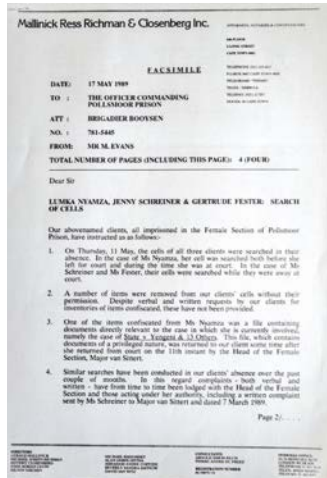 Mallinick Ress Richman & Closenberg Inc.
FACSIMILE
DATE: 17 MAY 1989
TO : THE OFFICER COMMANDING
POLLSMOOR PRISON
ATT : BRIGADIER BOOYSEN
NO. : 781-5445
FROM: MR M. EVANS
TOTAL NUMBER OF PAGES (INCLUDING THIS PAGE): 4 (FOUR)
Dear Sir
LUMKA NYAMZA, JENNY SCHREINER & GERTRUDE FESTER: SEARCH
OF CELLS
Our abovenamed clients, all imprisoned in the Female Section of Pollsmoor
Prison, have instructed us as follows:-
1. On Thursday, 11 May, the cells of all three clients were searched in their
absence. In the case of Ms Nyamza, her cell was searched both before she
left for court and during the time she was at court. In the case of Ms
Schreiner and Ms Fester, their cells were searched while they were away at
court.
2. A number of items were removed from our clients' cells without their
permission. Despite verbal and written requests by our clients for
inventories of items confiscated, these have not been provided.
3. One of the items confiscated from Ms Nyamza was a file containing
documents directly relevant to the case in which she is currently involved,
namely the case of State v Yengeni & 13 Others. This file, which contains
documents of a privileged nature, was returned to our client some time after
she returned from court on the 11th instant by the Head of the Female
Section, Major van Sittert.
4. Similar searches have been conducted in our clients' absence over the past
couple of months. In this regard complaints - both verbal and
written - have from time to time been lodged with the Head of the Female
Section and those acting under her authority, including a written complaint
sent by Ms Schreiner to Major van Sittert and dated 7 March 1989.
Page 2/.....